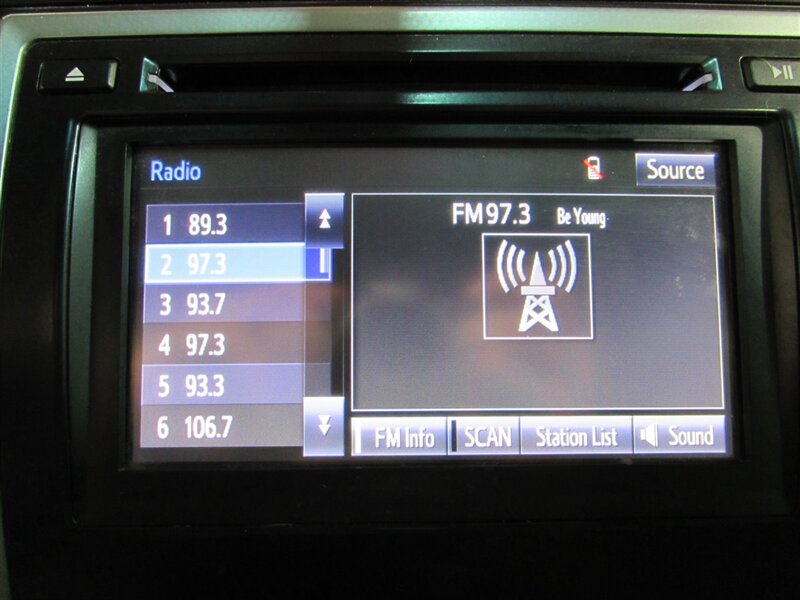 Radio
Source
1 89.3
2 97.3
3 93.7
4 97.3
5 93.3
6 106.7
FM 97.3 Be Young
FM Info
SCAN
Station List
Sound